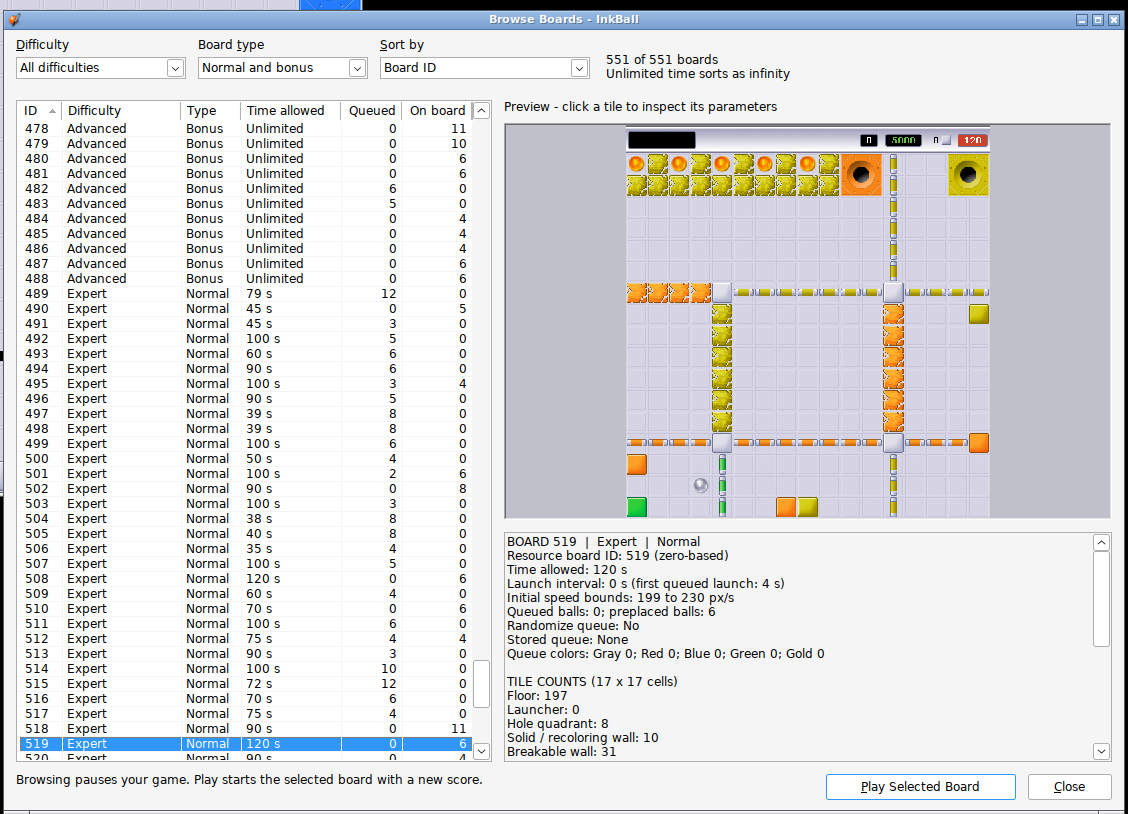 Browse Boards - InkBall
Difficulty Board type Sort by
All difficulties Normal and bonus Board ID
551 of 551 boards
Unlimited time sorts as infinity
Preview - click a tile to inspect its parameters
ID Difficulty Type Time allowed Queued On board
478 Advanced Bonus Unlimited 0 11
479 Advanced Bonus Unlimited 0 10
480 Advanced Bonus Unlimited 0 6
481 Advanced Bonus Unlimited 0 6
482 Advanced Bonus Unlimited 6 0
483 Advanced Bonus Unlimited 5 0
484 Advanced Bonus Unlimited 0 4
485 Advanced Bonus Unlimited 0 4
486 Advanced Bonus Unlimited 0 4
487 Advanced Bonus Unlimited 0 6
488 Advanced Bonus Unlimited 0 6
489 Expert Normal 79 s 12 0
490 Expert Normal 45 s 0 5
491 Expert Normal 45 s 3 0
492 Expert Normal 100 s 5 0
493 Expert Normal 60 s 6 0
494 Expert Normal 90 s 6 0
495 Expert Normal 100 s 3 4
496 Expert Normal 90 s 5 0
497 Expert Normal 39 s 8 0
498 Expert Normal 39 s 8 0
499 Expert Normal 100 s 6 0
500 Expert Normal 50 s 4 0
501 Expert Normal 100 s 2 6
502 Expert Normal 90 s 0 8
503 Expert Normal 100 s 3 0
504 Expert Normal 38 s 8 0
505 Expert Normal 40 s 8 0
506 Expert Normal 35 s 4 0
507 Expert Normal 100 s 5 0
508 Expert Normal 120 s 0 6
509 Expert Normal 60 s 4 0
510 Expert Normal 70 s 0 6
511 Expert Normal 100 s 6 0
512 Expert Normal 75 s 4 4
513 Expert Normal 90 s 3 0
514 Expert Normal 100 s 10 0
515 Expert Normal 72 s 12 0
516 Expert Normal 70 s 6 0
517 Expert Normal 75 s 4 0
518 Expert Normal 90 s 0 11
519 Expert Normal 120 s 0 6
520 Expert Normal 90 s 0 4
0 5000 0 120
BOARD 519 | Expert | Normal
Resource board ID: 519 (zero-based)
Time allowed: 120 s
Launch interval: 0 s (first queued launch: 4 s)
Initial speed bounds: 199 to 230 px/s
Queued balls: 0; preplaced balls: 6
Randomize queue: No
Stored queue: None
Queue colors: Gray 0; Red 0; Blue 0; Green 0; Gold 0
TILE COUNTS (17 x 17 cells)
Floor: 197
Launcher: 0
Hole quadrant: 8
Solid / recoloring wall: 10
Breakable wall: 31
Browsing pauses your game. Play starts the selected board with a new score.
Play Selected Board Close